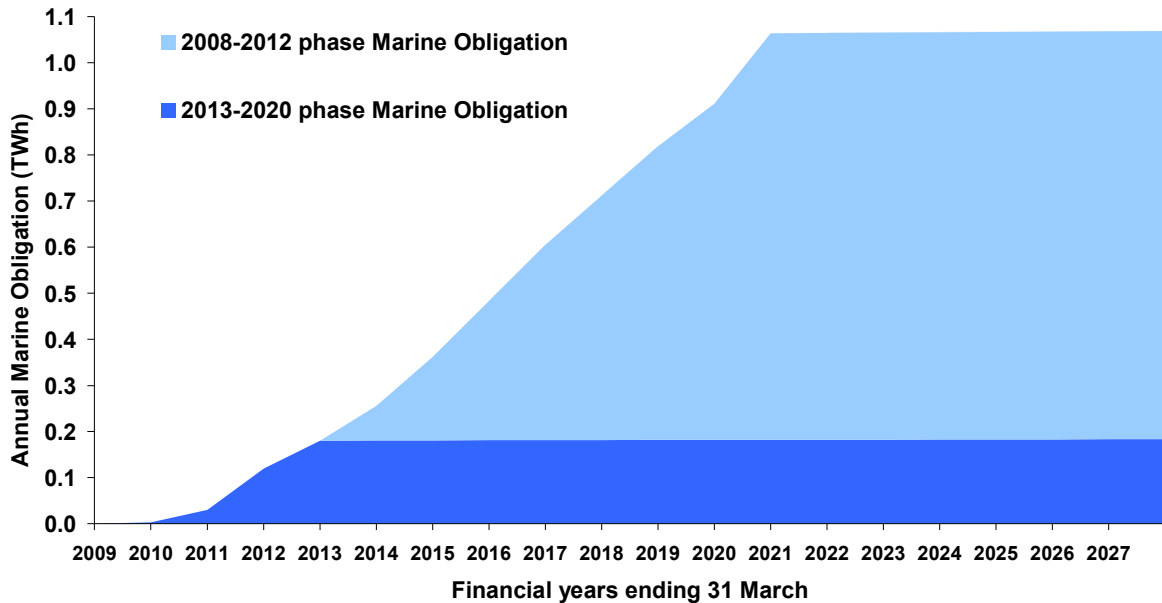 1.1
1.0
0.9
0.8
0.7
0.6
0.5
0.4
0.3
0.2
0.1
0.0
Annual Marine Obligation (TWh)
2008-2012 phase Marine Obligation
2013-2020 phase Marine Obligation
2009 2010 2011 2012 2013 2014 2015 2016 2017 2018 2019 2020 2021 2022 2023 2024 2025 2026 2027
Financial years ending 31 March